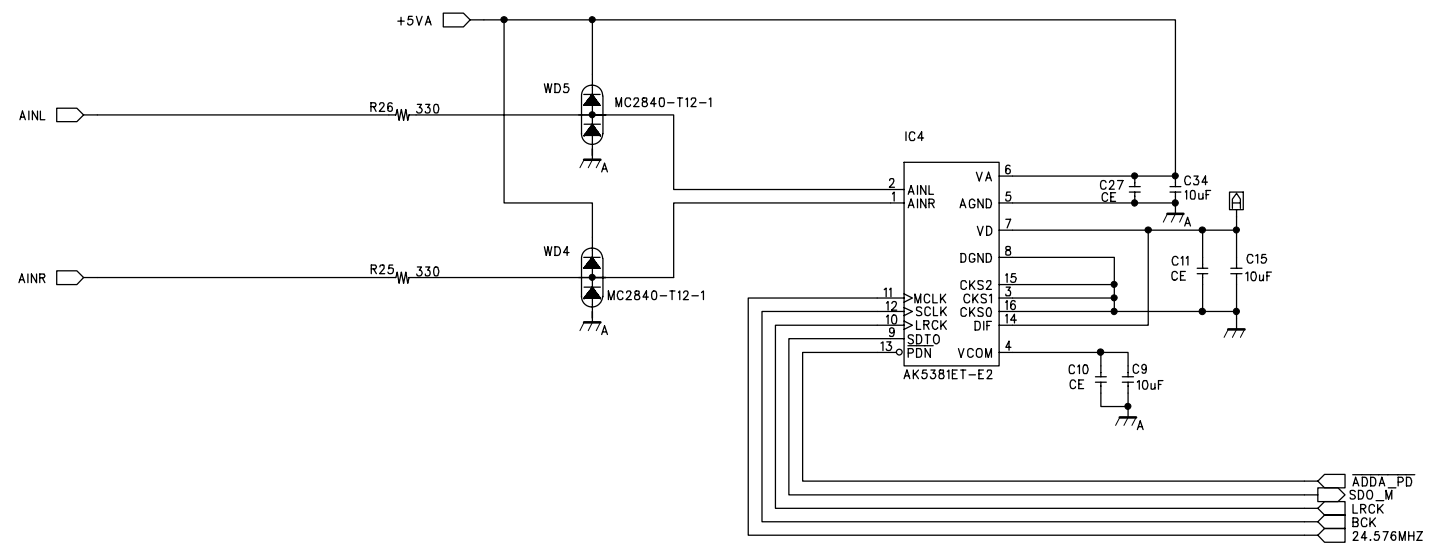 +5VA
AINL
R26 330
WD5
MC2840-T12-1
A
AINR
R25 330
WD4
MC2840-T12-1
A
IC4
2 AINL
1 AINR
11 MCLK
12 SCLK
10 LRCK
9 SDTO
13 PDN
VA 6
AGND 5
VD 7
DGND 8
CKS2 15
CKS1 3
CKS0 16
DIF 14
VCOM 4
AK5381ET-E2
C27
CE
C34
10uF
A
A
C11
CE
C15
10uF
C10
CE
C9
10uF
A
ADDA_PD
SDO_M
LRCK
BCK
24.576MHZ